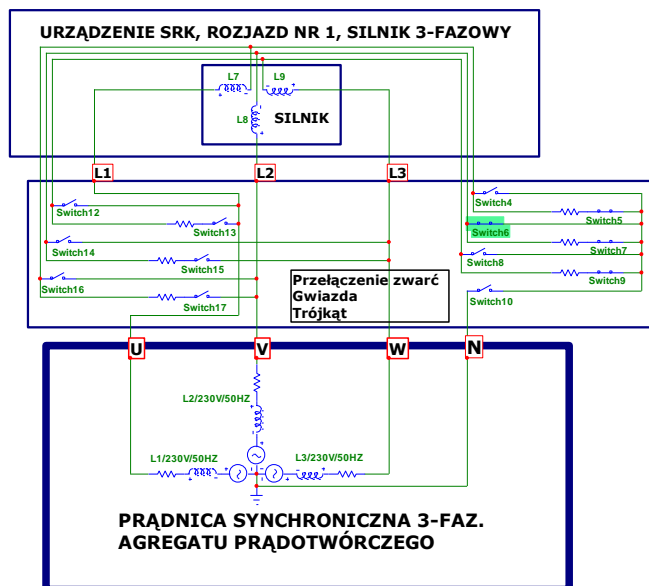 URZĄDZENIE SRK, ROZJAZD NR 1, SILNIK 3-FAZOWY
L7
L9
L8
SILNIK
L1
L2
L3
Switch12
Switch13
Switch14
Switch15
Switch16
Switch17
Switch4
Switch5
Switch6
Switch7
Switch8
Switch9
Switch10
Przełączenie zwarć
Gwiazda
Trójkąt
U
V
W
N
L2/230V/50HZ
L1/230V/50HZ
L3/230V/50HZ
PRĄDNICA SYNCHRONICZNA 3-FAZ.
AGREGATU PRĄDOTWÓRCZEGO